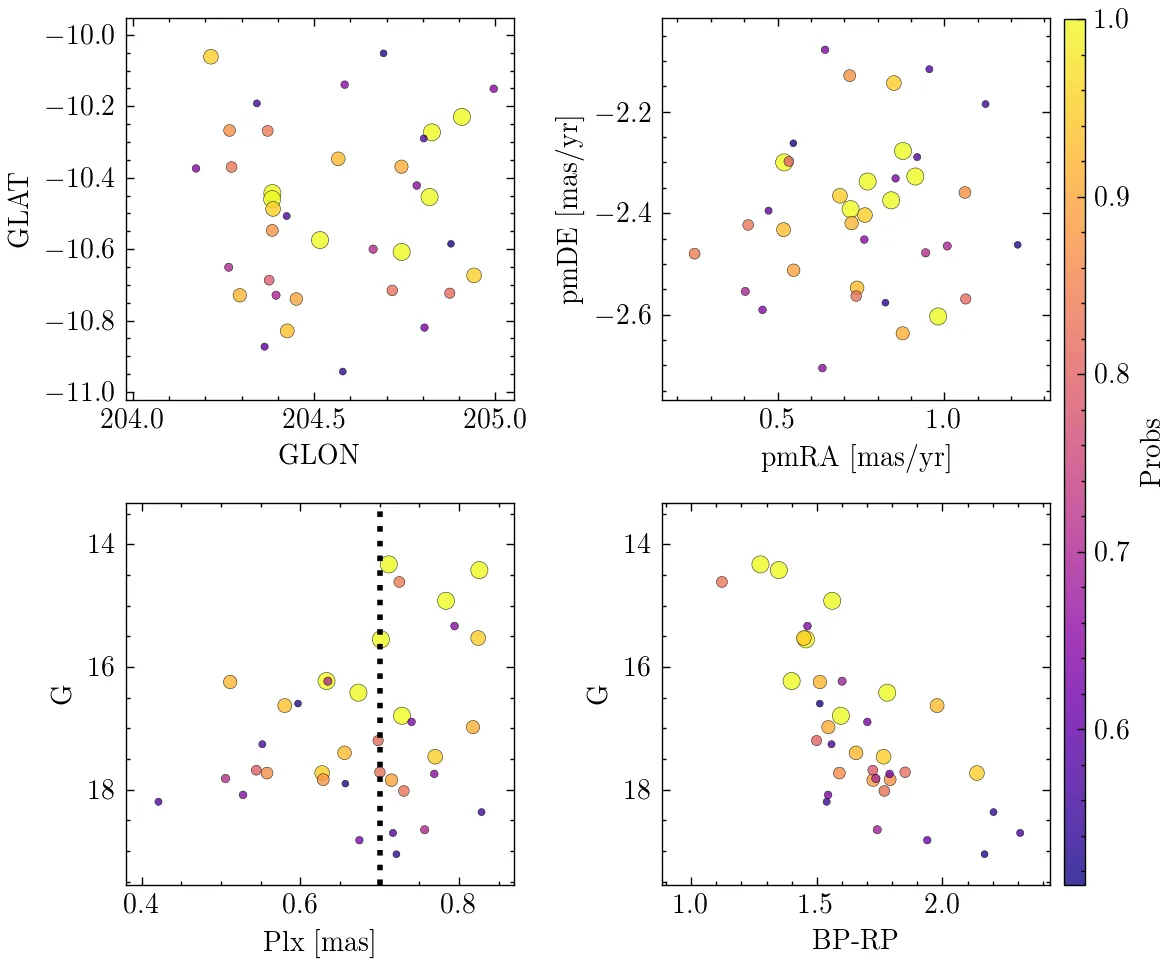 −10.0
−10.2
−10.4
−10.6
−10.8
−11.0
GLAT
204.0 204.5 205.0
GLON
−2.2
−2.4
−2.6
pmDE [mas/yr]
0.5 1.0
pmRA [mas/yr]
14
16
18
G
0.4 0.6 0.8
Plx [mas]
14
16
18
G
1.0 1.5 2.0
BP-RP
1.0
0.9
0.8
0.7
0.6
Probs